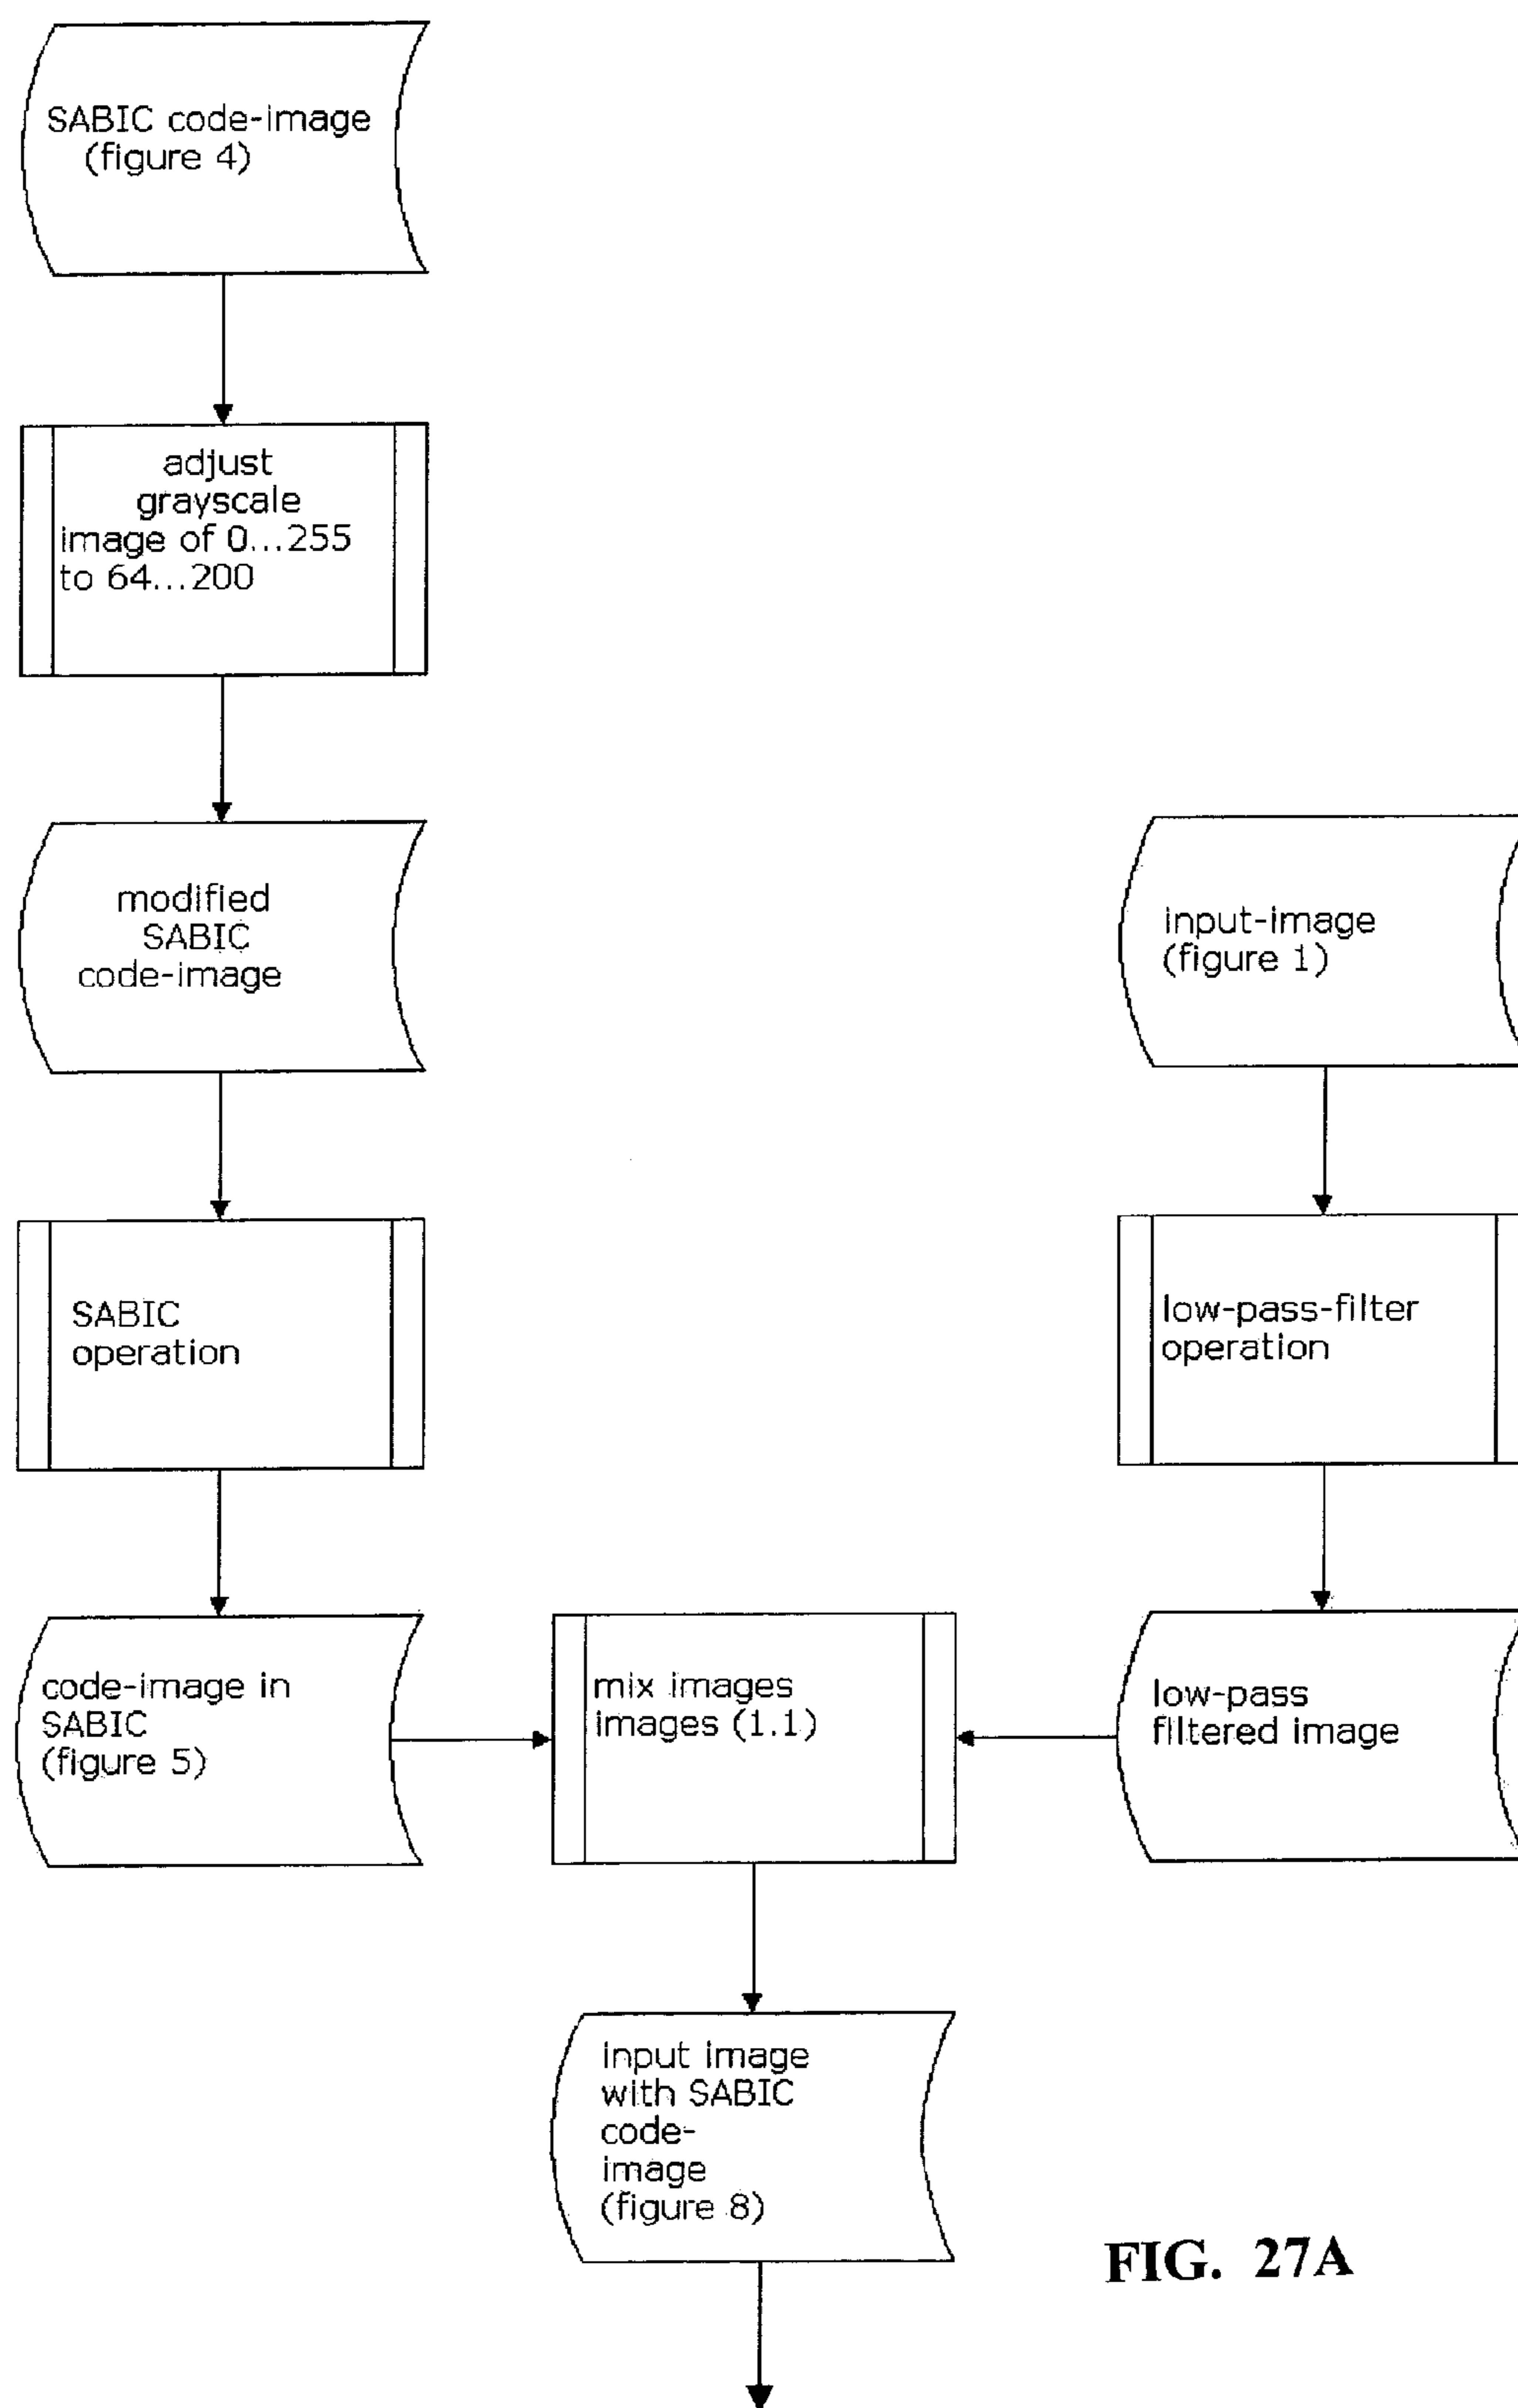 SABIC code-image
(figure 4)
adjust
grayscale
image of 0...255
to 64...200
modified
SABIC
code-image
input-image
(figure 1)
SABIC
operation
low-pass-filter
operation
code-image in
SABIC
(figure 5)
mix images
images (1.1)
low-pass
filtered image
input image
with SABIC
code-
image
(figure 8)
FIG. 27A